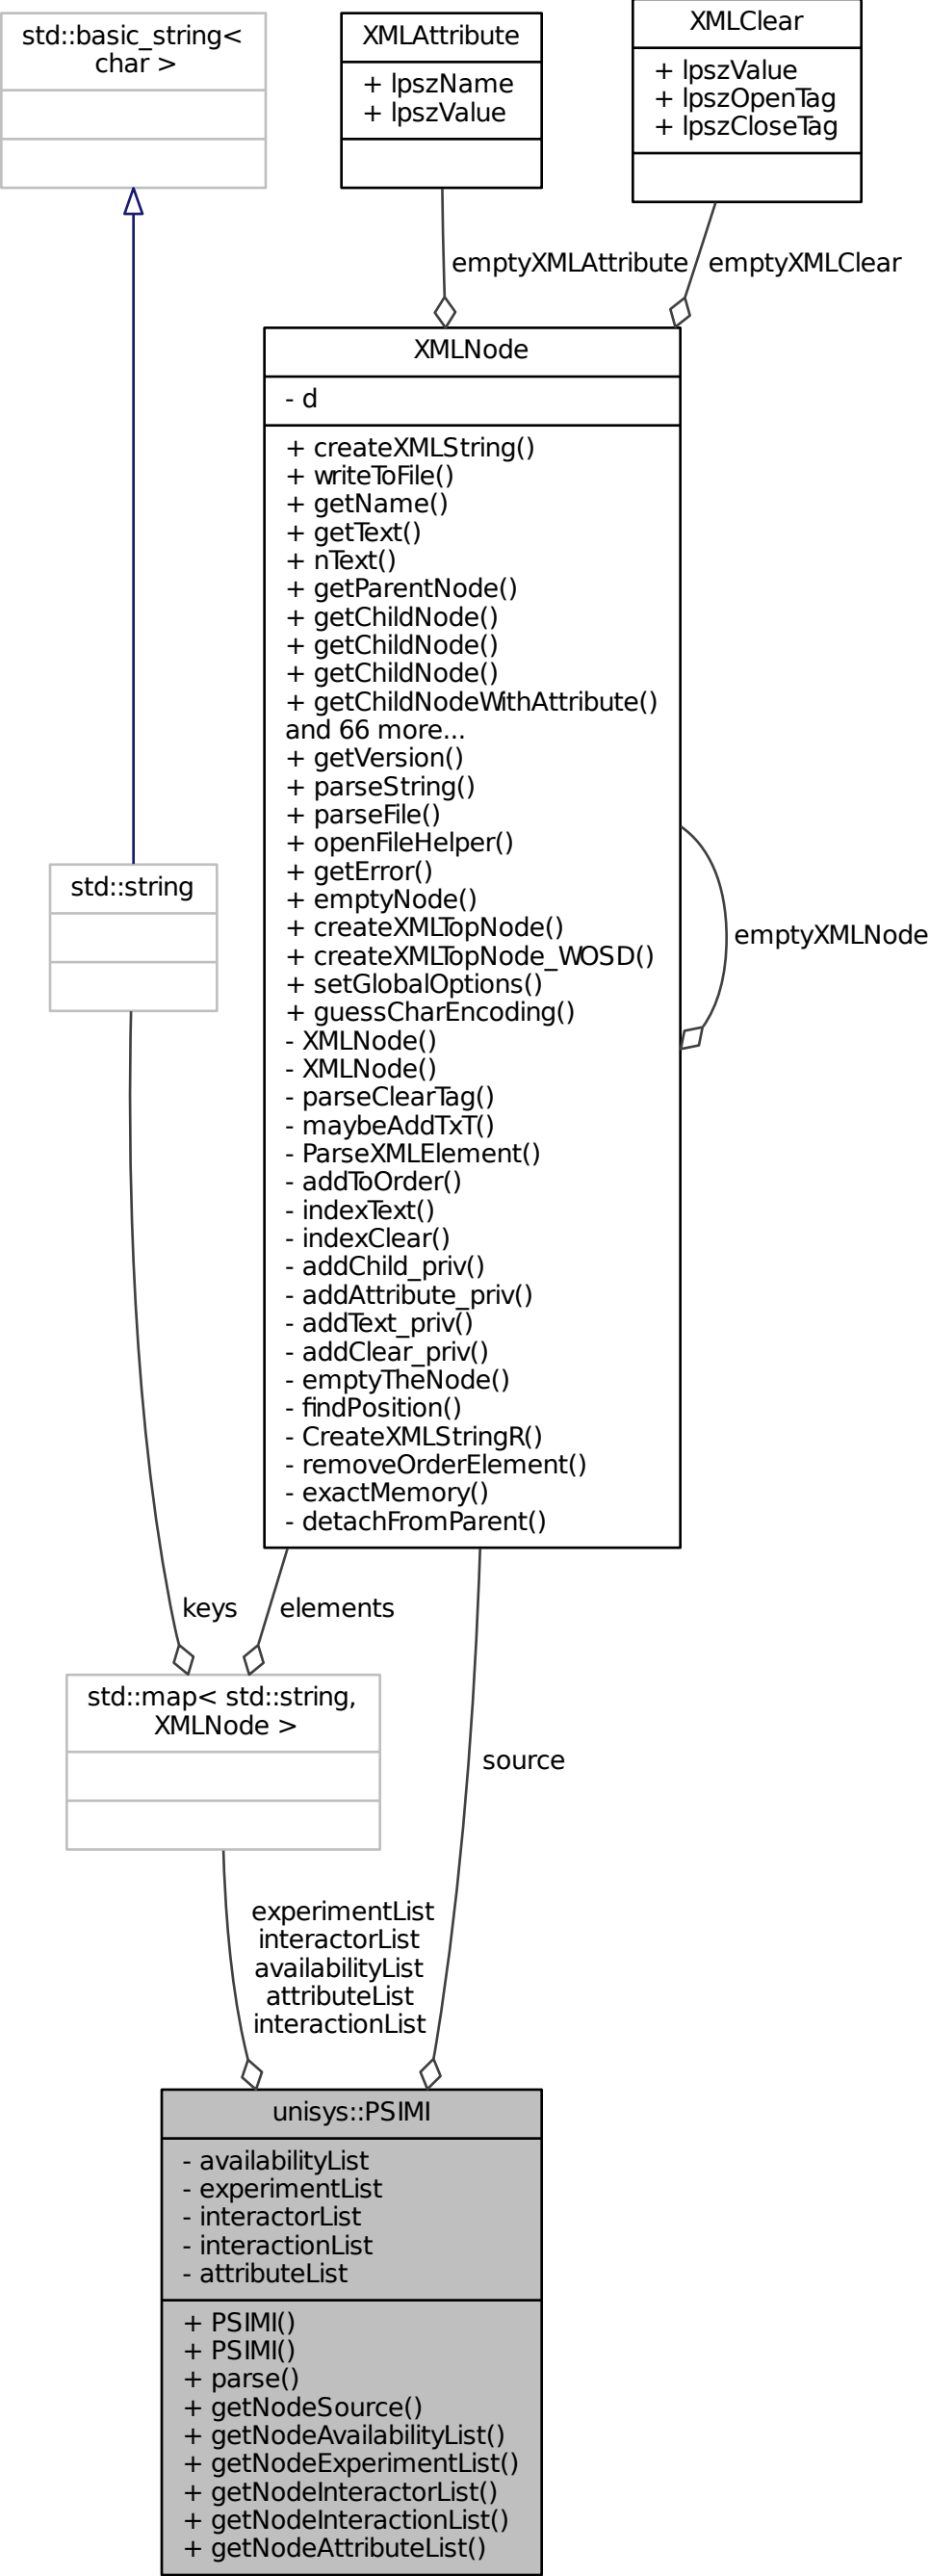 std::basic_string<
char >
XMLAttribute
+ lpszName
+ lpszValue
XMLClear
+ lpszValue
+ lpszOpenTag
+ lpszCloseTag
emptyXMLAttribute
emptyXMLClear
XMLNode
- d
+ createXMLString()
+ writeToFile()
+ getName()
+ getText()
+ nText()
+ getParentNode()
+ getChildNode()
+ getChildNode()
+ getChildNode()
+ getChildNodeWithAttribute()
and 66 more...
+ getVersion()
+ parseString()
+ parseFile()
+ openFileHelper()
+ getError()
+ emptyNode()
+ createXMLTopNode()
+ createXMLTopNode_WOSD()
+ setGlobalOptions()
+ guessCharEncoding()
- XMLNode()
- XMLNode()
- parseClearTag()
- maybeAddTxT()
- ParseXMLElement()
- addToOrder()
- indexText()
- indexClear()
- addChild_priv()
- addAttribute_priv()
- addText_priv()
- addClear_priv()
- emptyTheNode()
- findPosition()
- CreateXMLStringR()
- removeOrderElement()
- exactMemory()
- detachFromParent()
emptyXMLNode
std::string
keys
elements
std::map< std::string,
XMLNode >
source
experimentList
interactorList
availabilityList
attributeList
interactionList
unisys::PSIMI
- availabilityList
- experimentList
- interactorList
- interactionList
- attributeList
+ PSIMI()
+ PSIMI()
+ parse()
+ getNodeSource()
+ getNodeAvailabilityList()
+ getNodeExperimentList()
+ getNodeInteractorList()
+ getNodeInteractionList()
+ getNodeAttributeList()